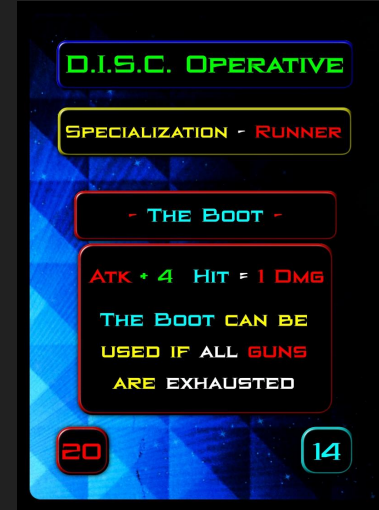 D.I.S.C. Operative
Specialization - Runner
- The Boot -
Atk + 4 Hit = 1 Dmg
The Boot can be
used if all guns
are exhausted
20
14